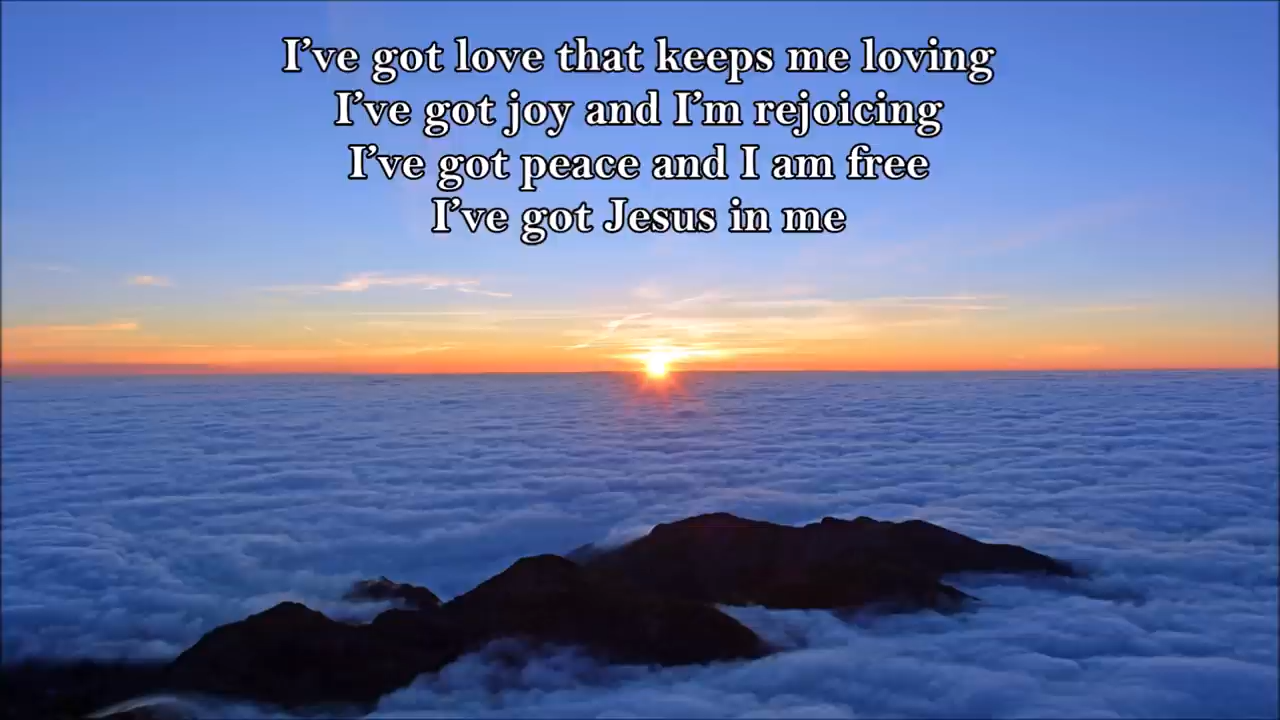 I’ve got love that keeps me loving
I’ve got joy and I’m rejoicing
I’ve got peace and I am free
I’ve got Jesus in me